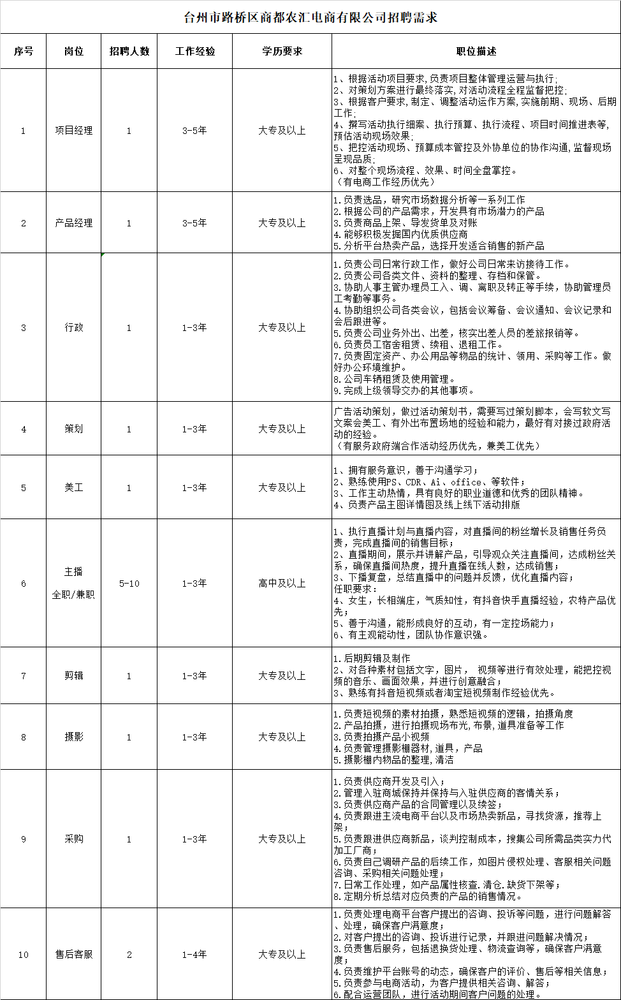 台州市路桥区商都农汇电商有限公司招聘需求
序号 岗位 招聘人数 工作经验 学历要求 职位描述
1 项目经理 1 3-5年 大专及以上
1、根据活动项目要求,负责项目整体管理运营与执行;
2、对策划方案进行最终落实,对活动流程全程监督把控;
3、根据客户要求,制定、调整活动运作方案,实施前期、现场、后期
工作;
4、撰写活动执行细案、执行预算、执行流程、项目时间推进表等,
预估活动现场效果;
5、把控活动现场、预算成本管控及外协单位的协作沟通,监督现场
呈现品质;
6、对整个现场流程、效果、时间全盘掌控。
（有电商工作经历优先）
2 产品经理 1 3-5年 大专及以上
1.负责选品，研究市场数据分析等一系列工作
2.根据公司的产品需求，开发具有市场潜力的产品
3.负责商品上架、导发货单及对账
4.能够积极发掘国内优质供应商
5.分析平台热卖产品，选择开发适合销售的新产品
3 行政 1 1-3年 大专及以上
1.负责公司日常行政工作，做好公司日常来访接待工作。
2.负责公司各类文件、资料的整理、存档和保管。
3.协助人事主管办理员工入、调、离职及转正等手续，协助管理员
工考勤等事务。
4.协助组织公司各类会议，包括会议筹备、会议通知、会议记录和
会后跟进等。
5.负责公司业务外出、出差，核实出差人员的差旅报销等。
6.负责员工宿舍租赁、续租、退租工作。
7.负责固定资产、办公用品等物品的统计、领用、采购等工作。做
好办公环境维护。
8.公司车辆租赁及使用管理。
9.完成上级领导交办的其他事项。
4 策划 1 1-3年 大专及以上
广告活动策划，做过活动策划书，需要写过策划脚本，会写软文写
文案会美工、有外出布置场地的经验和能力，最好有对接过政府活
动的经验。
（有服务政府端合作活动经历优先，兼美工优先）
5 美工 1 1-3年 大专及以上
1、拥有服务意识，善于沟通学习；
2、熟练使用PS、CDR、Ai、office、等软件；
3、工作主动热情，具有良好的职业道德和优秀的团队精神。
4、负责产品主图详情图及线上线下活动排版
6 主播 5-10 1-3年 高中及以上
全职/兼职
1、执行直播计划与直播内容，对直播间的粉丝增长及销售任务负
责，完成直播间的销售目标；
2、直播期间，展示并讲解产品，引导观众关注直播间，达成粉丝关
系，确保直播间热度，提升直播在线人数，达成销售；
3、下播复盘，总结直播中的问题并反馈，优化直播内容；
任职要求：
4、女生，长相端庄，气质知性，有抖音快手直播经验，农特产品优
先；
5、善于沟通，能形成良好的互动，有一定控场能力；
6、有主观能动性，团队协作意识强。
7 剪辑 1 1-3年 大专及以上
1.后期剪辑及制作
2、对各种素材包括文字，图片， 视频等进行有效处理，能把控视
频的音乐、画面效果，并进行创意融合；
3、熟练有抖音短视频或者淘宝短视频制作经验优先。
8 摄影 1 1-3年 大专及以上
1.负责短视频的素材拍摄，熟悉短视频的逻辑，拍摄角度
2.产品拍摄，进行拍摄现场布光,布景,道具准备等工作
3.负责拍摄产品小视频
4.负责管理摄影棚器材,道具，产品
5.摄影棚内物品的整理,清洁
9 采购 1 1-3年 大专及以上
1.负责供应商开发及引入；
2.管理入驻商城保持并保持与入驻供应商的客情关系；
3.负责供应商产品的合同管理以及续签；
4.负责跟进主流电商平台以及市场热卖新品，寻找货源，推荐上
架；
5.负责跟进供应商新品，谈判控制成本，搜集公司所需品类实力代
加工厂商；
6.负责自己调研产品的后续工作，如图片侵权处理、客服相关问题
咨询、采购相关问题处理；
7.日常工作处理，如产品属性核查.清仓.缺货下架等；
8.定期分析总结对应负责的产品的销售情况。
10 售后客服 2 1-4年 大专及以上
1.负责处理电商平台客户提出的咨询、投诉等问题，进行问题解答
、处理，确保客户满意度；
2.对客户提出的咨询、投诉进行记录，并跟进问题解决情况；
3.负责售后服务，包括退换货处理、物流查询等，确保客户满意
度；
4.负责维护平台账号的动态，确保客户的评价、售后等相关信息；
5.负责参与电商活动，为客户提供相关咨询、解答；
6.配合运营团队，进行活动期间客户问题的处理。